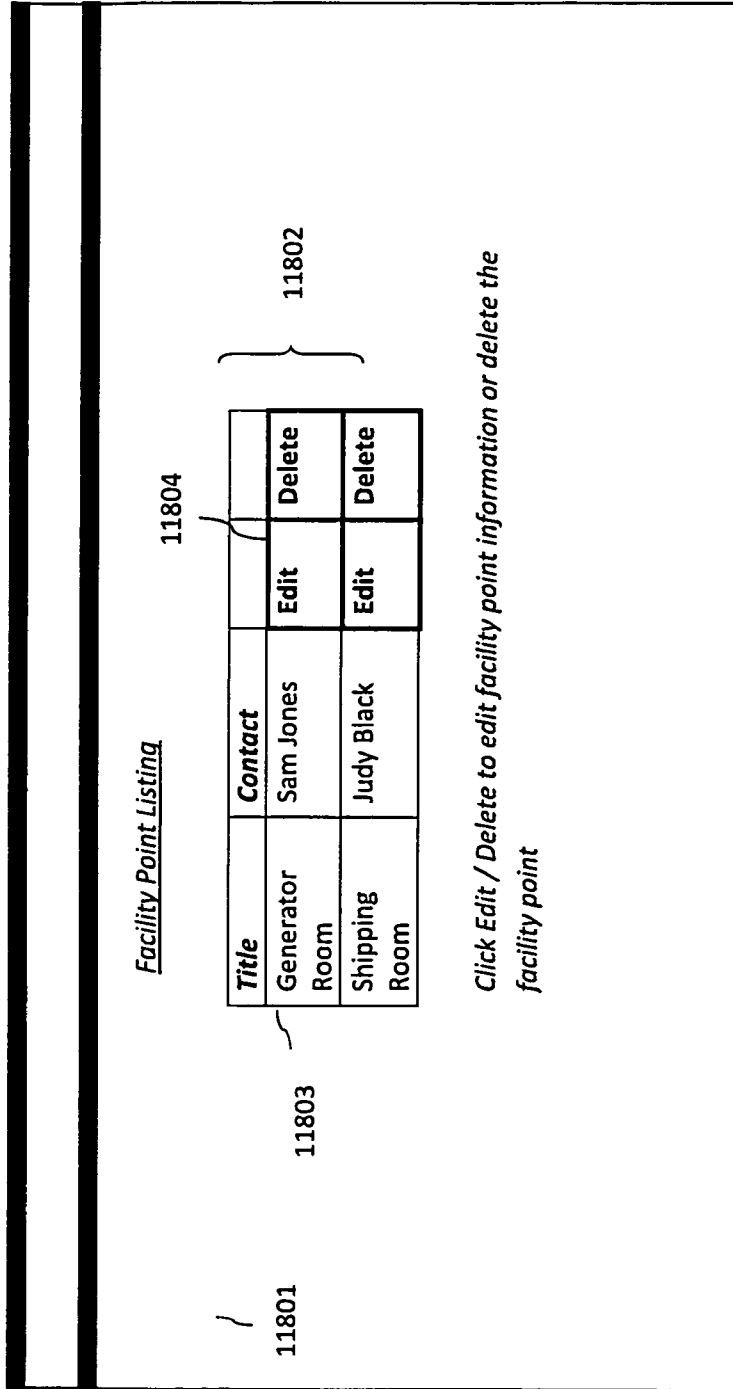 Facility Point Listing
11804
Title Contact
Generator Room Sam Jones Edit Delete
Shipping Room Judy Black Edit Delete
11802
11803
11801
Click Edit / Delete to edit facility point information or delete the
facility point